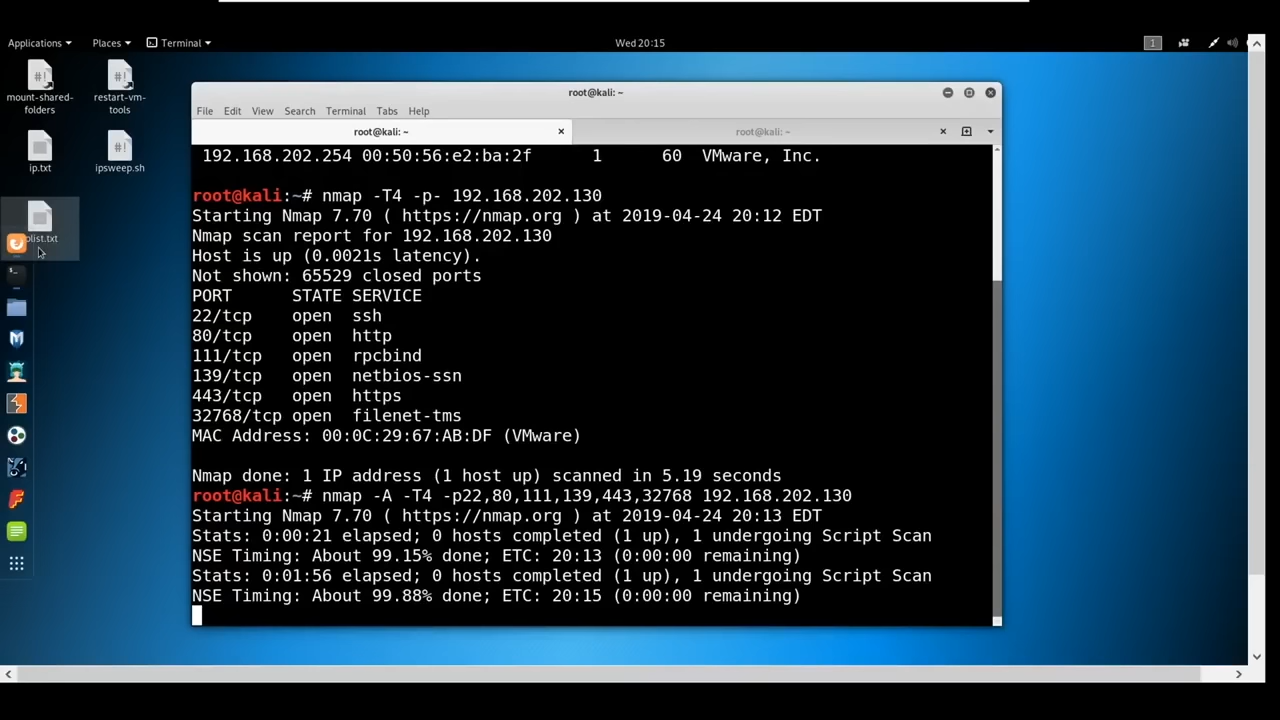 Applications
Places
Terminal
Wed 20:15
1
mount-shared-
folders
restart-vm-
tools
ip.txt
ipsweep.sh
root@kali: ~
File Edit View Search Terminal Tabs Help
root@kali: ~
root@kali: ~
192.168.202.254 00:50:56:e2:ba:2f 1 60 VMware, Inc.
root@kali:~# nmap -T4 -p- 192.168.202.130
Starting Nmap 7.70 ( https://nmap.org ) at 2019-04-24 20:12 EDT
Nmap scan report for 192.168.202.130
Host is up (0.0021s latency).
Not shown: 65529 closed ports
PORT STATE SERVICE
22/tcp open ssh
80/tcp open http
111/tcp open rpcbind
139/tcp open netbios-ssn
443/tcp open https
32768/tcp open filenet-tms
MAC Address: 00:0C:29:67:AB:DF (VMware)
Nmap done: 1 IP address (1 host up) scanned in 5.19 seconds
root@kali:~# nmap -A -T4 -p22,80,111,139,443,32768 192.168.202.130
Starting Nmap 7.70 ( https://nmap.org ) at 2019-04-24 20:13 EDT
Stats: 0:00:21 elapsed; 0 hosts completed (1 up), 1 undergoing Script Scan
NSE Timing: About 99.15% done; ETC: 20:13 (0:00:00 remaining)
Stats: 0:01:56 elapsed; 0 hosts completed (1 up), 1 undergoing Script Scan
NSE Timing: About 99.88% done; ETC: 20:15 (0:00:00 remaining)